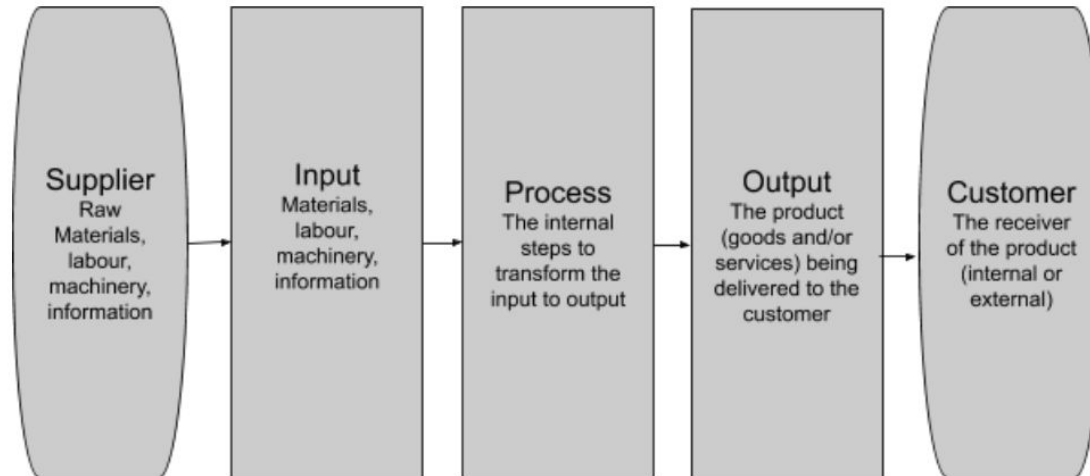 Supplier
Raw
Materials,
labour,
machinery,
information
Input
Materials,
labour,
machinery,
information
Process
The internal
steps to
transform the
input to output
Output
The product
(goods and/or
services) being
delivered to the
customer
Customer
The receiver
of the product
(internal or
external)